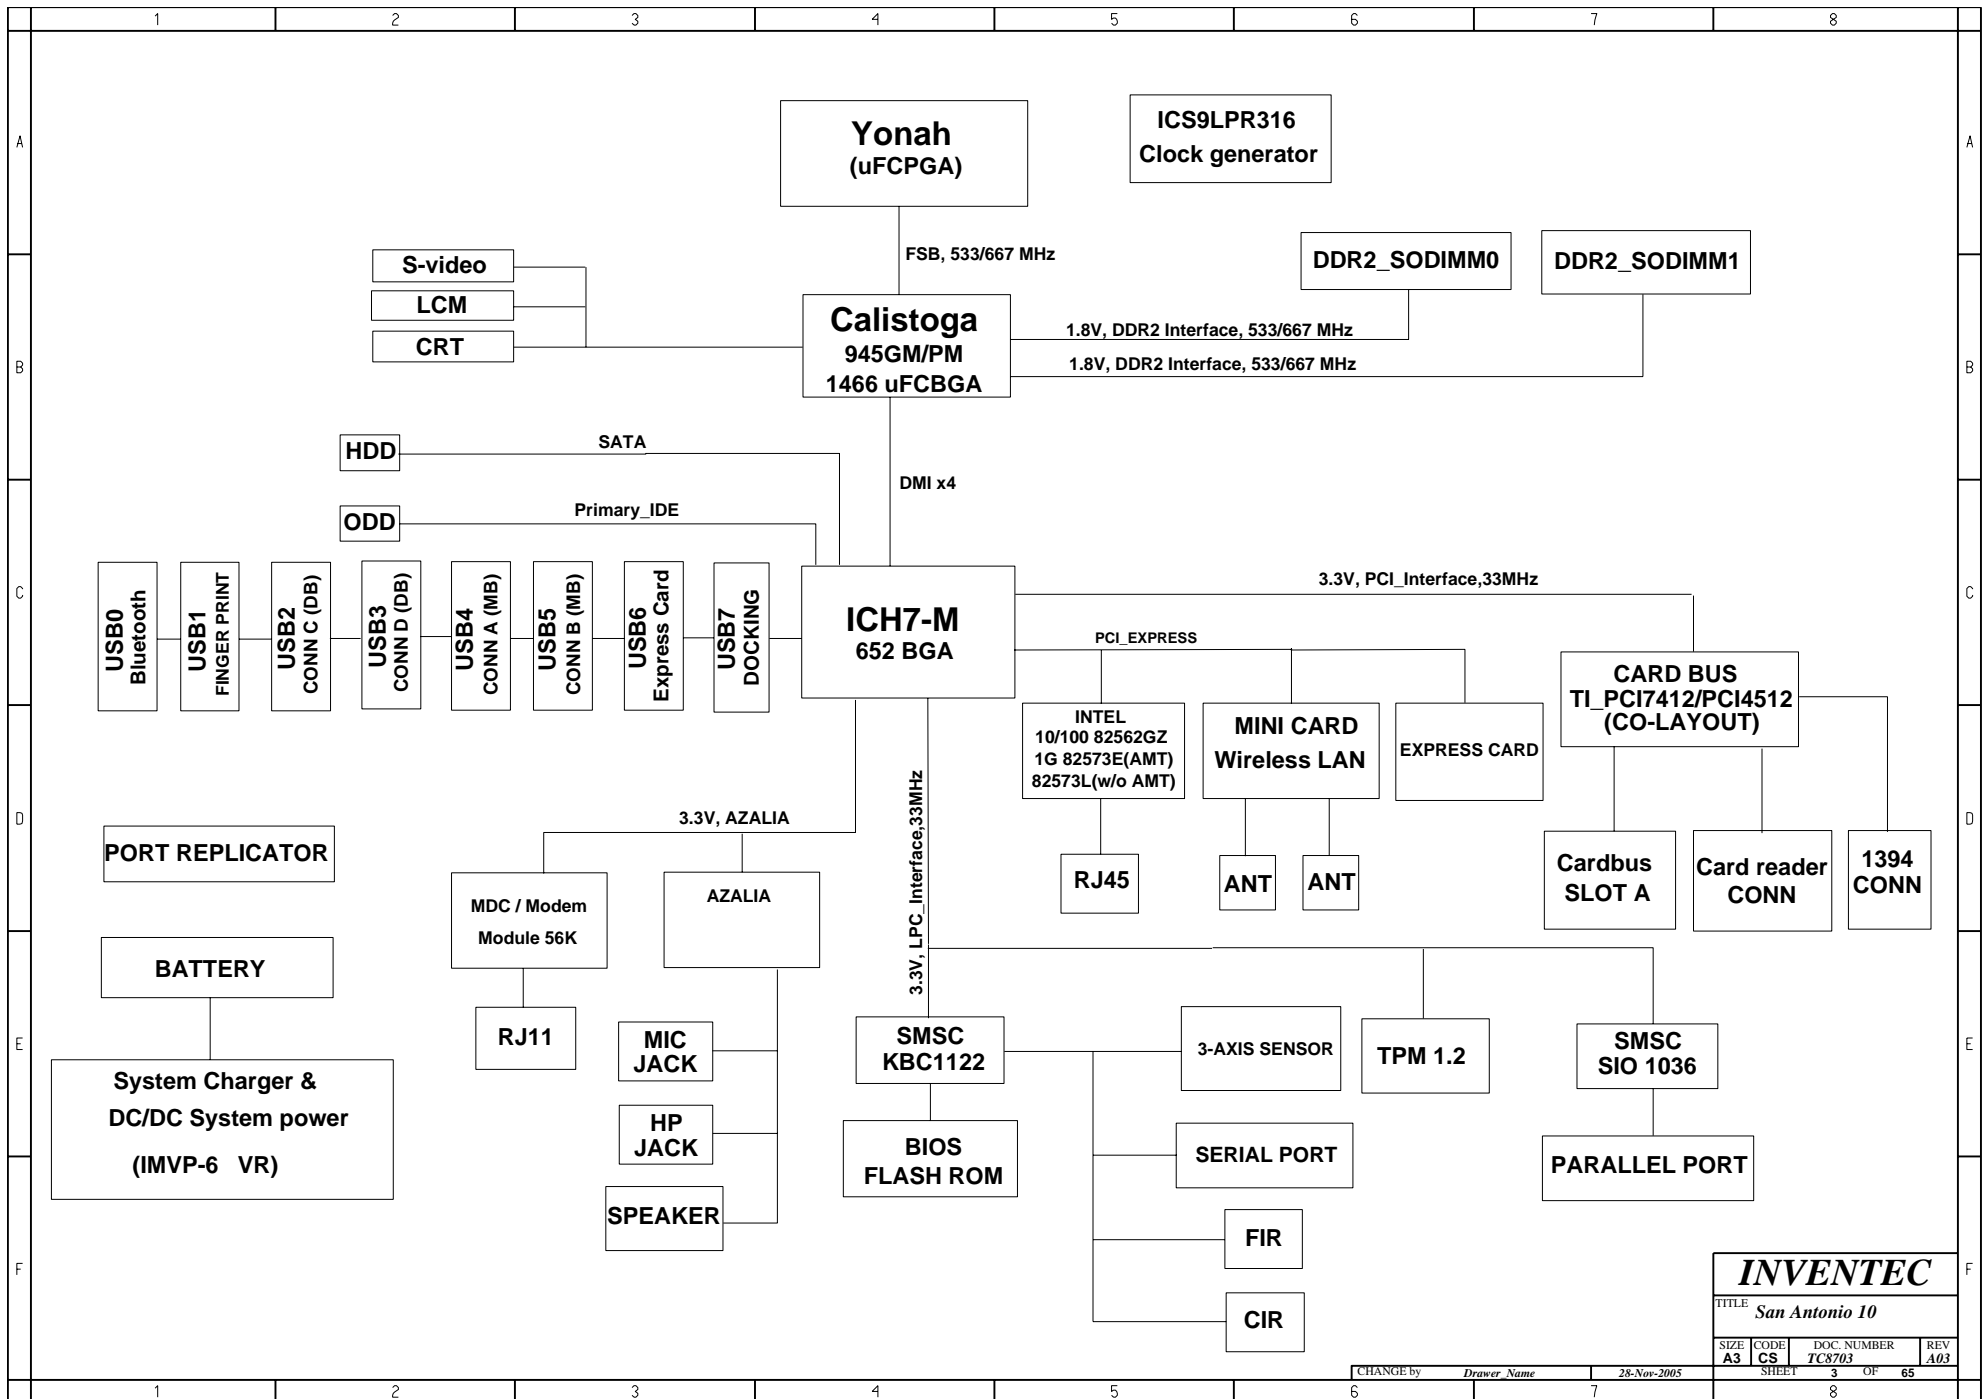 1 2 3 4 5 6 7 8
A A
B B
C C
D D
E E
F F
Yonah
(uFCPGA)
ICS9LPR316
Clock generator
FSB, 533/667 MHz
S-video
LCM
CRT
Calistoga
945GM/PM
1466 uFCBGA
DDR2_SODIMM0
DDR2_SODIMM1
1.8V, DDR2 Interface, 533/667 MHz
1.8V, DDR2 Interface, 533/667 MHz
HDD
SATA
DMI x4
ODD
Primary_IDE
USB0
Bluetooth
USB1
FINGER PRINT
USB2
CONN C (DB)
USB3
CONN D (DB)
USB4
CONN A (MB)
USB5
CONN B (MB)
USB6
Express Card
USB7
DOCKING
ICH7-M
652 BGA
3.3V, PCI_Interface,33MHz
PCI_EXPRESS
CARD BUS
TI_PCI7412/PCI4512
(CO-LAYOUT)
INTEL
10/100 82562GZ
1G 82573E(AMT)
82573L(w/o AMT)
MINI CARD
Wireless LAN
EXPRESS CARD
3.3V, AZALIA
3.3V, LPC_Interface,33MHz
PORT REPLICATOR
MDC / Modem
Module 56K
AZALIA
RJ45
ANT
ANT
Cardbus
SLOT A
Card reader
CONN
1394
CONN
BATTERY
RJ11
MIC
JACK
SMSC
KBC1122
3-AXIS SENSOR
TPM 1.2
SMSC
SIO 1036
System Charger &
DC/DC System power
(IMVP-6 VR)
HP
JACK
BIOS
FLASH ROM
SERIAL PORT
PARALLEL PORT
SPEAKER
FIR
CIR
INVENTEC
TITLE San Antonio 10
SIZE CODE DOC. NUMBER REV
A3 CS TC8703 A03
CHANGE by Drawer_Name 28-Nov-2005 SHEET 3 OF 65
1 2 3 4 5 6 7 8